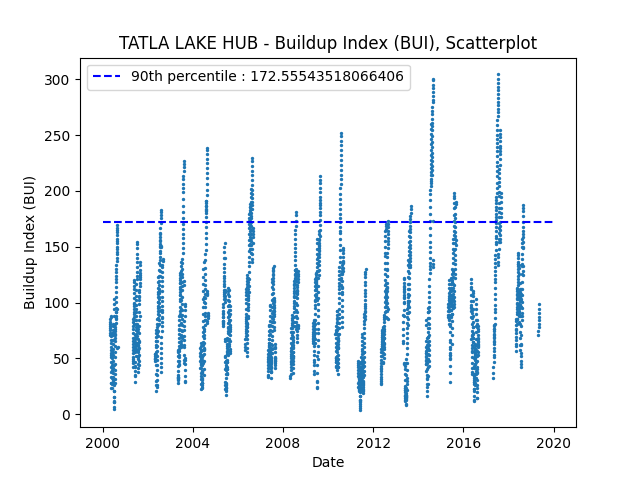 TATLA LAKE HUB - Buildup Index (BUI), Scatterplot
90th percentile : 172.55543518066406
300
250
200
150
100
50
0
Buildup Index (BUI)
2000 2004 2008 2012 2016 2020
Date